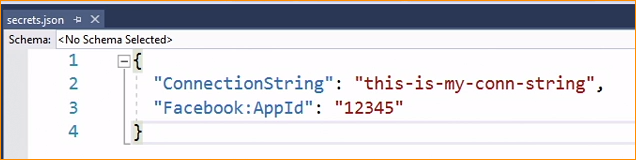 secrets.json
Schema: <No Schema Selected>
1 {
2 "ConnectionString": "this-is-my-conn-string",
3 "Facebook:AppId": "12345"
4 }